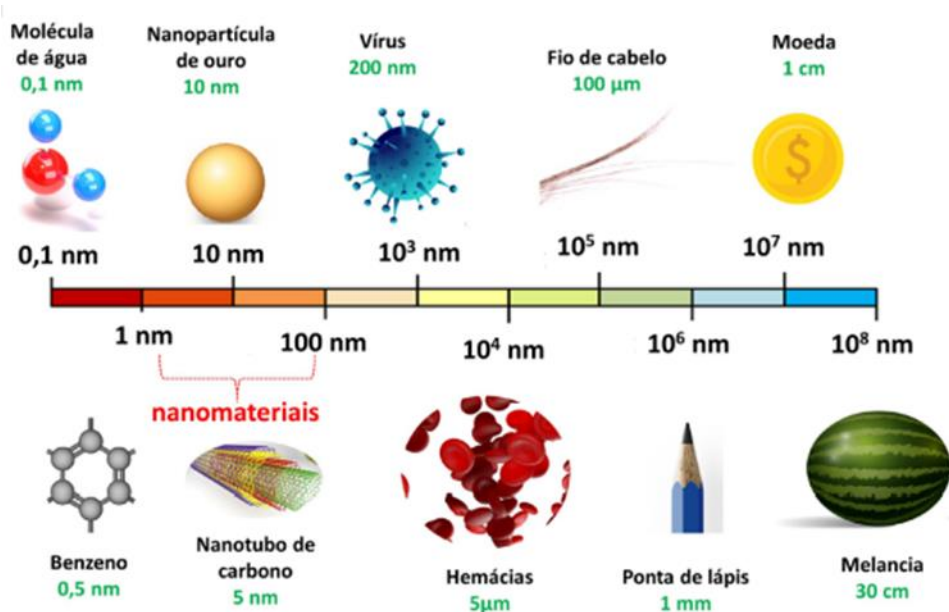 Molécula
de água
0,1 nm
Nanopartícula
de ouro
10 nm
Vírus
200 nm
Fio de cabelo
100 µm
Moeda
1 cm
$
0,1 nm
10 nm
10³ nm
10⁵ nm
10⁷ nm
1 nm
100 nm
10⁴ nm
10⁶ nm
10⁸ nm
nanomateriais
Benzeno
0,5 nm
Nanotubo de
carbono
5 nm
Hemácias
5µm
Ponta de lápis
1 mm
Melancia
30 cm